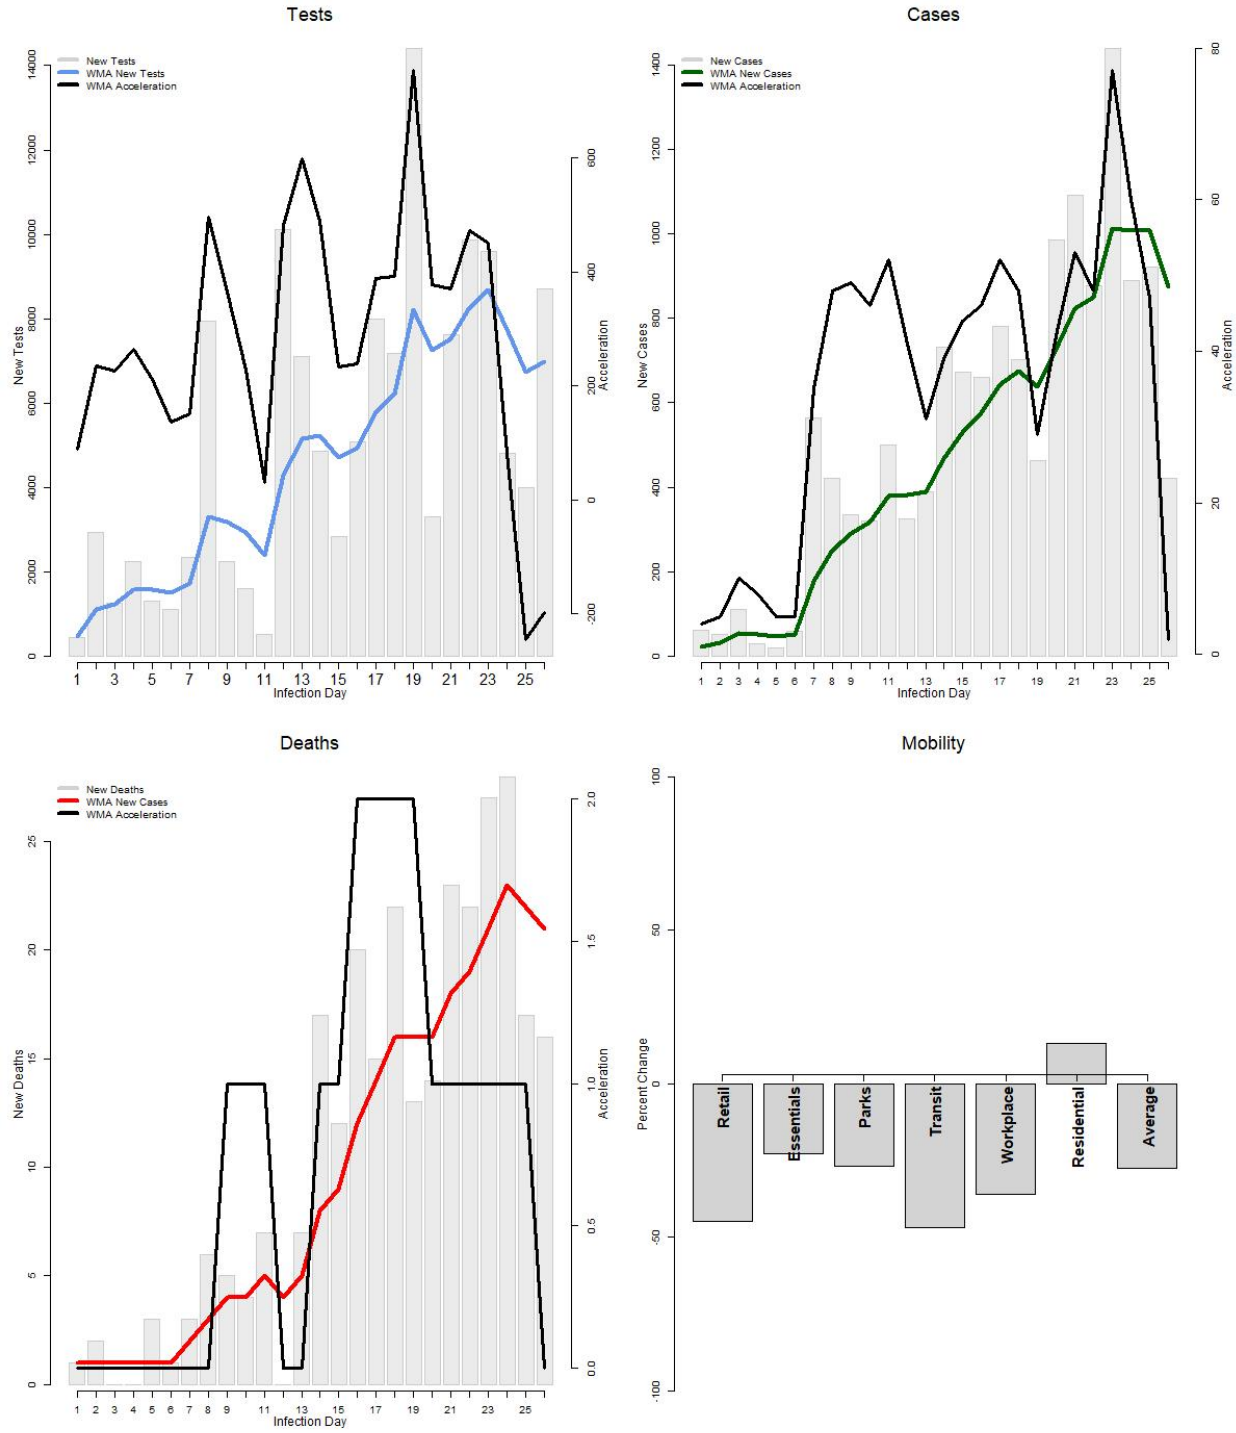 Tests
New Tests
WMA New Tests
WMA Acceleration
New Tests
0
2000
4000
6000
8000
10000
12000
14000
Acceleration
-200
0
200
400
600
1 2 3 5 7 8 9 11 13 15 17 19 21 23 25
Infection Day
Cases
New Cases
WMA New Cases
WMA Acceleration
New Cases
0
200
400
600
800
1000
1200
1400
Acceleration
0
20
40
60
80
1 2 3 4 5 6 7 8 9 11 13 15 17 19 21 23 25
Infection Day
Deaths
New Deaths
WMA New Cases
WMA Acceleration
New Deaths
0
5
10
15
20
25
Acceleration
0.0
0.5
1.0
1.5
2.0
1 2 3 4 5 6 7 8 9 11 13 15 17 19 21 23 25
Infection Day
Mobility
Percent Change
-100
-50
0
50
100
Retail
Essentials
Parks
Transit
Workplace
Residential
Average